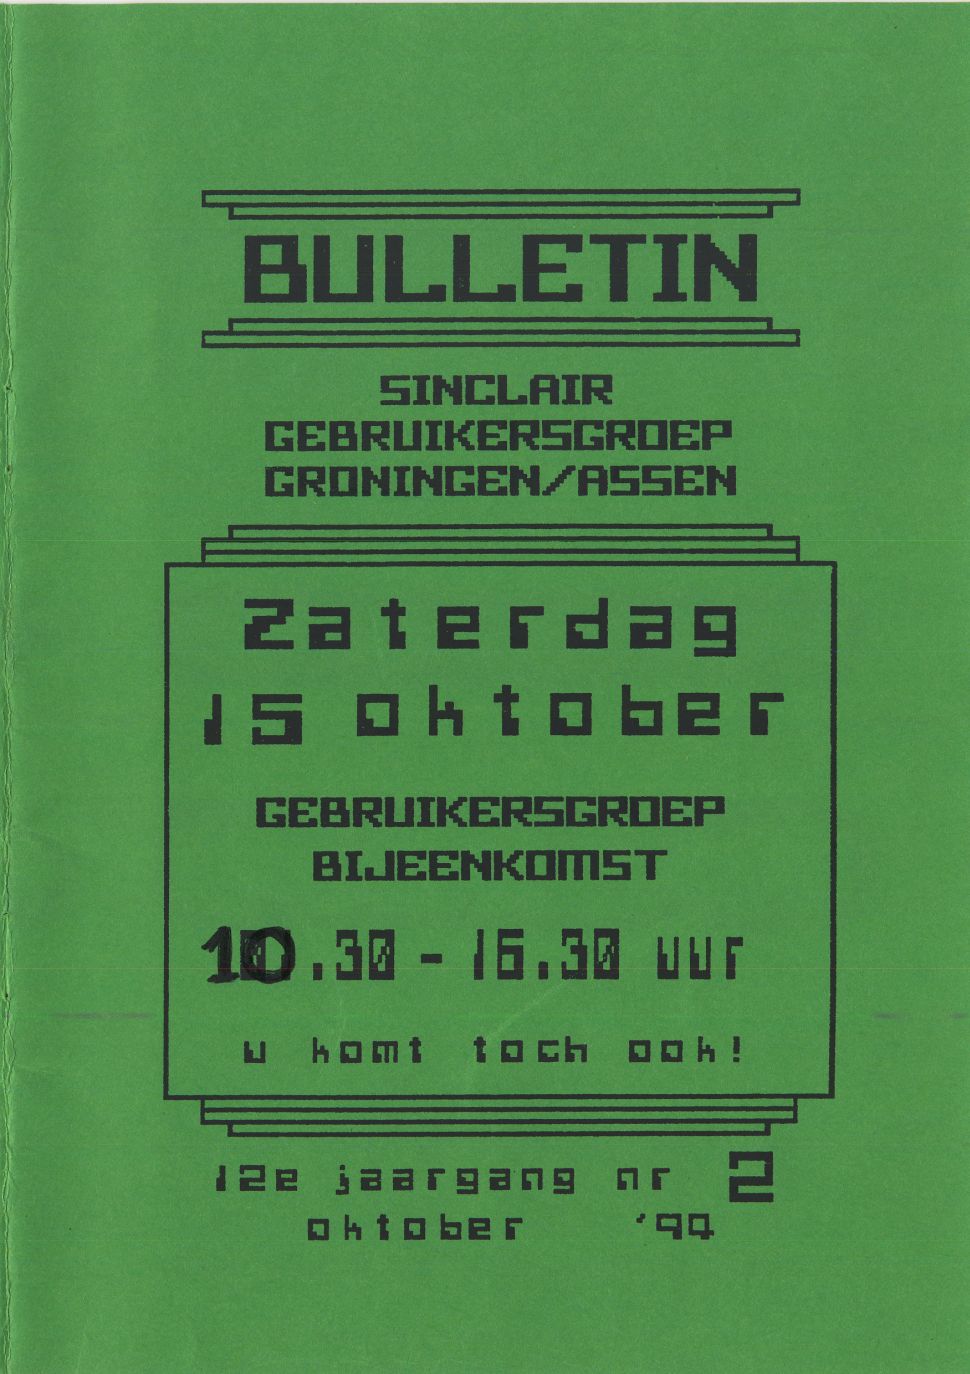 BULLETIN
SINCLAIR
GEBRUIKERSGROEP
GRONINGEN/ASSEN
Zaterdag
15 oktober
GEBRUIKERSGROEP
BIJEENKOMST
10.30 - 16.30 uur
u komt toch ook!
12e jaargang nr 2
oktober '94